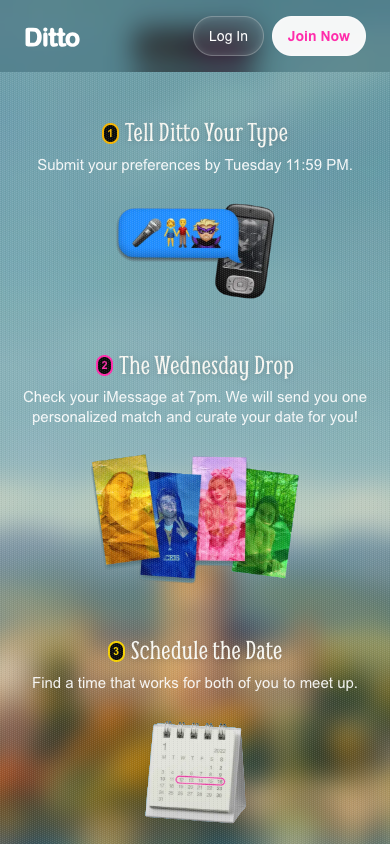 Ditto
Log In
Join Now
1 Tell Ditto Your Type
Submit your preferences by Tuesday 11:59 PM.
2 The Wednesday Drop
Check your iMessage at 7pm. We will send you one
personalized match and curate your date for you!
3 Schedule the Date
Find a time that works for both of you to meet up.
1
2022